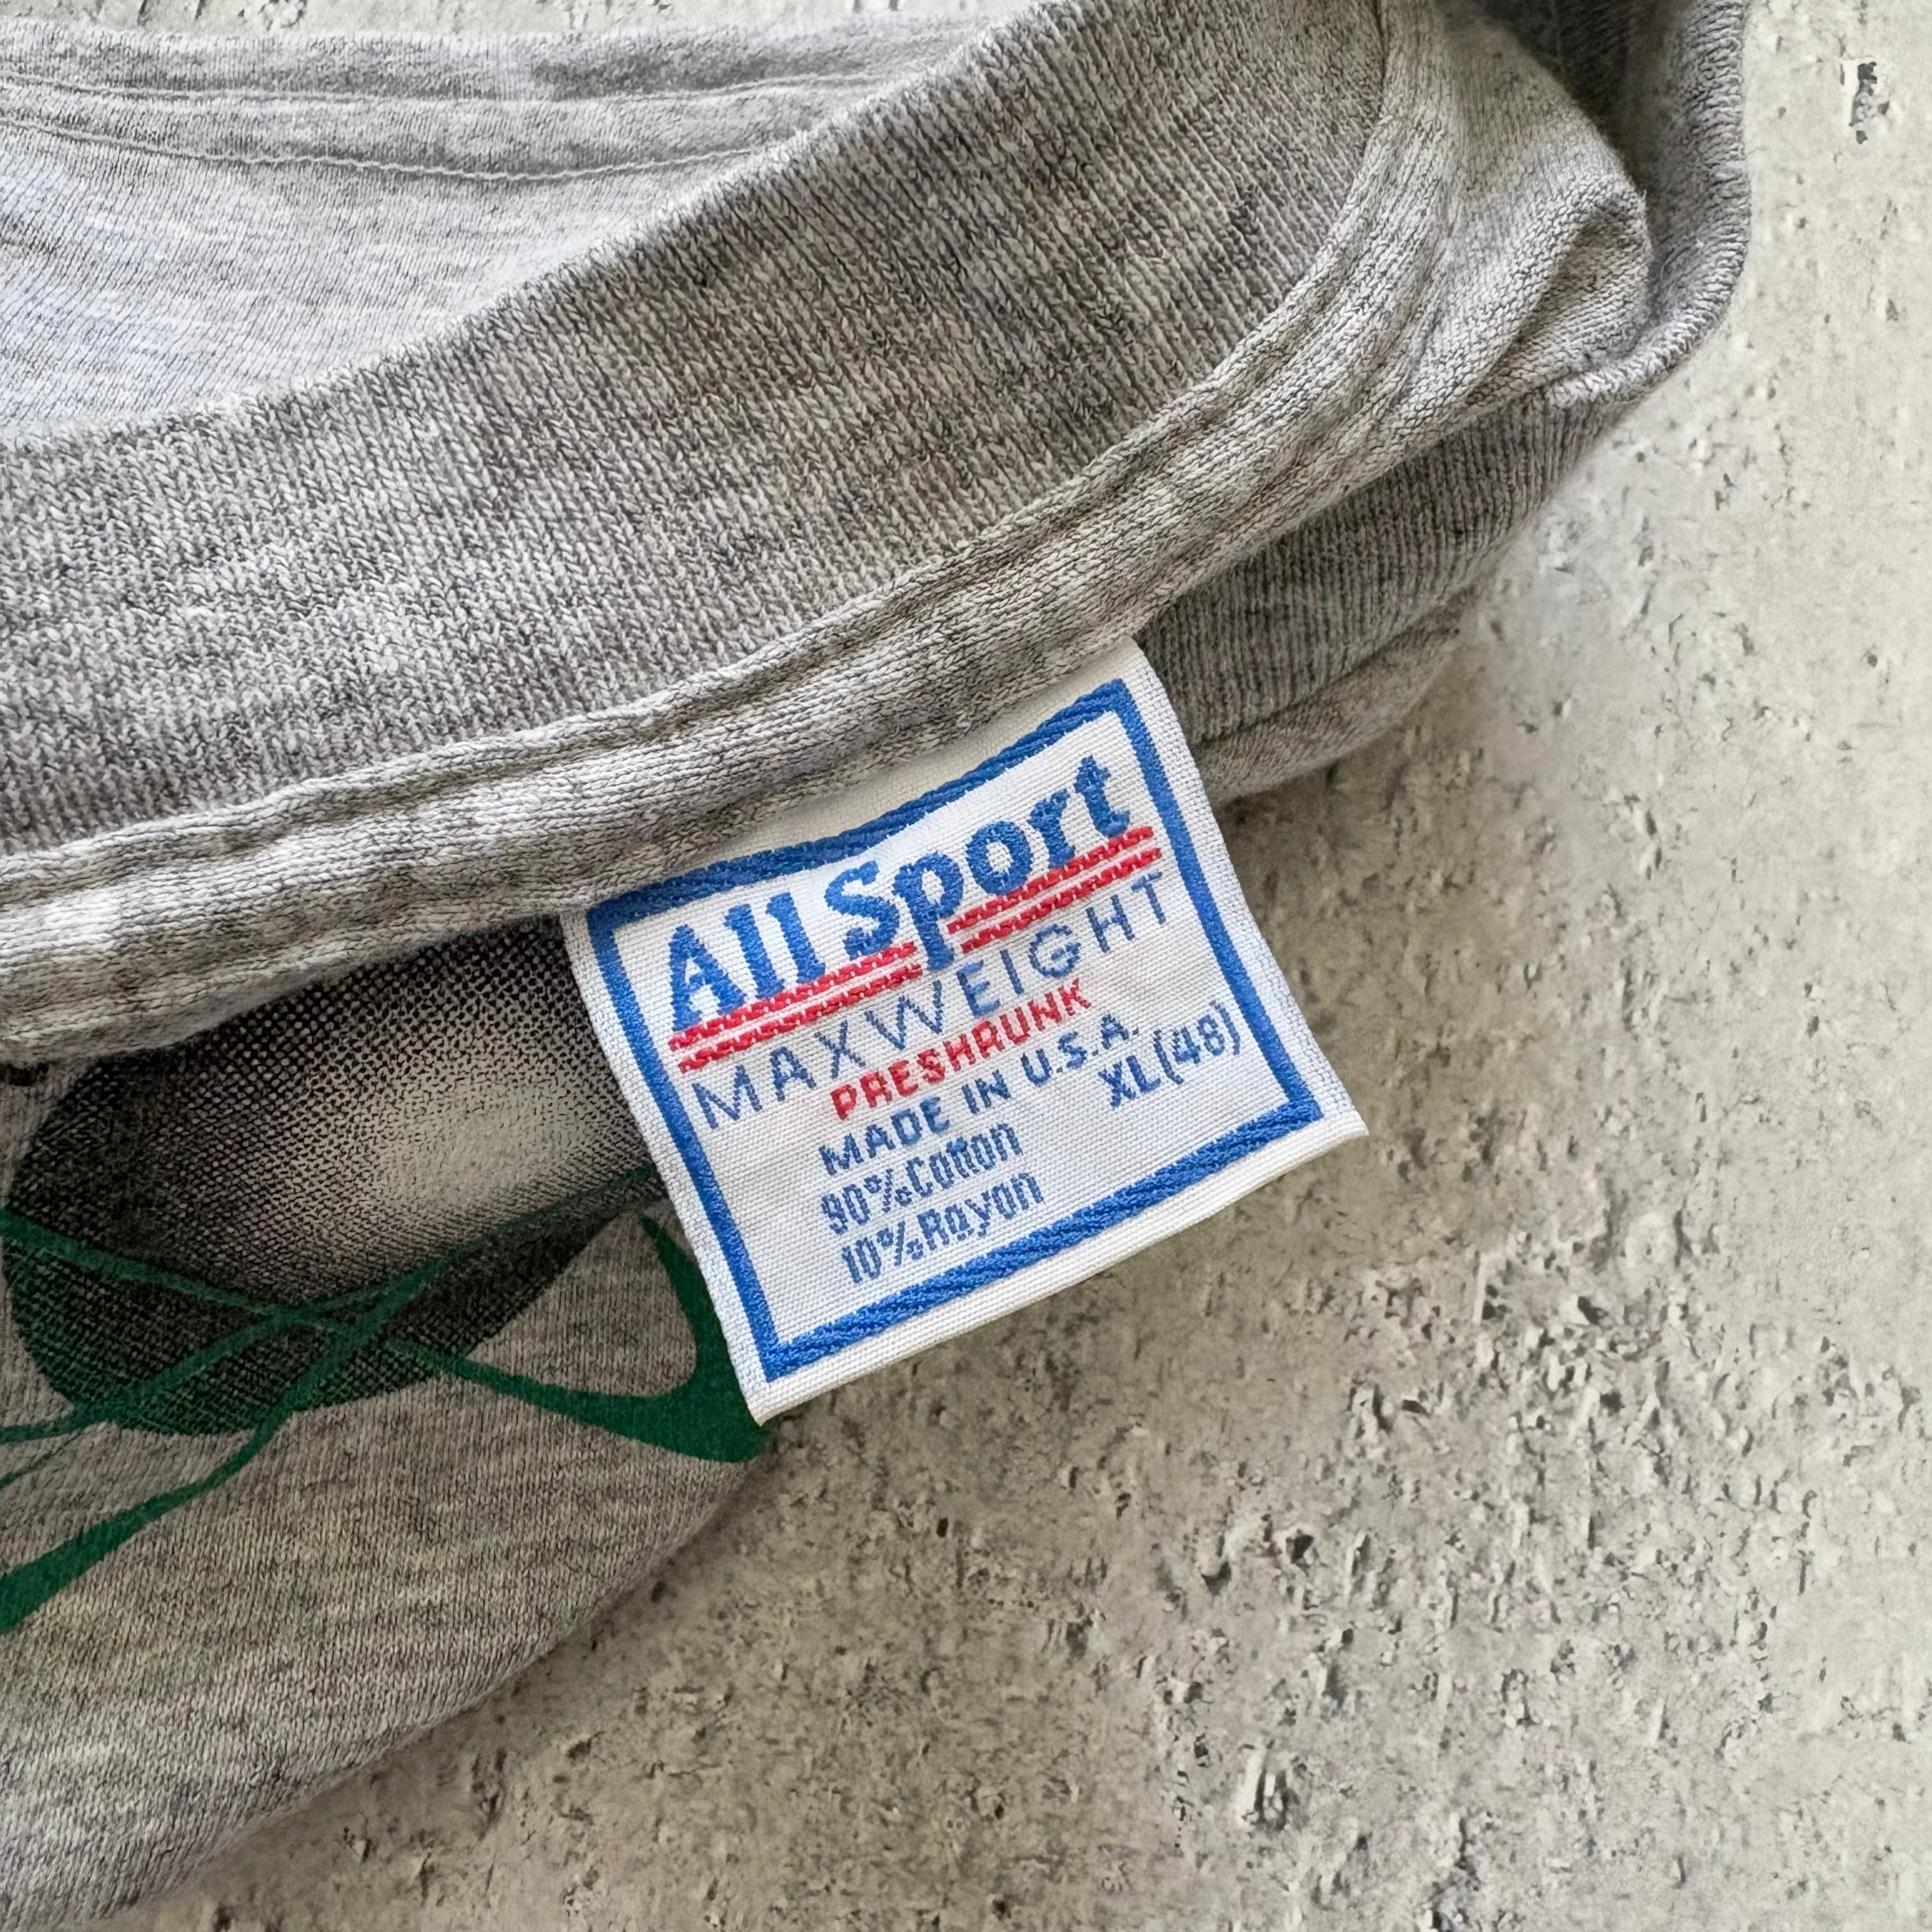 All Sport
MAXWEIGHT
PRESHRUNK
MADE IN U.S.A.
XL(48)
90%Cotton
10%Rayon